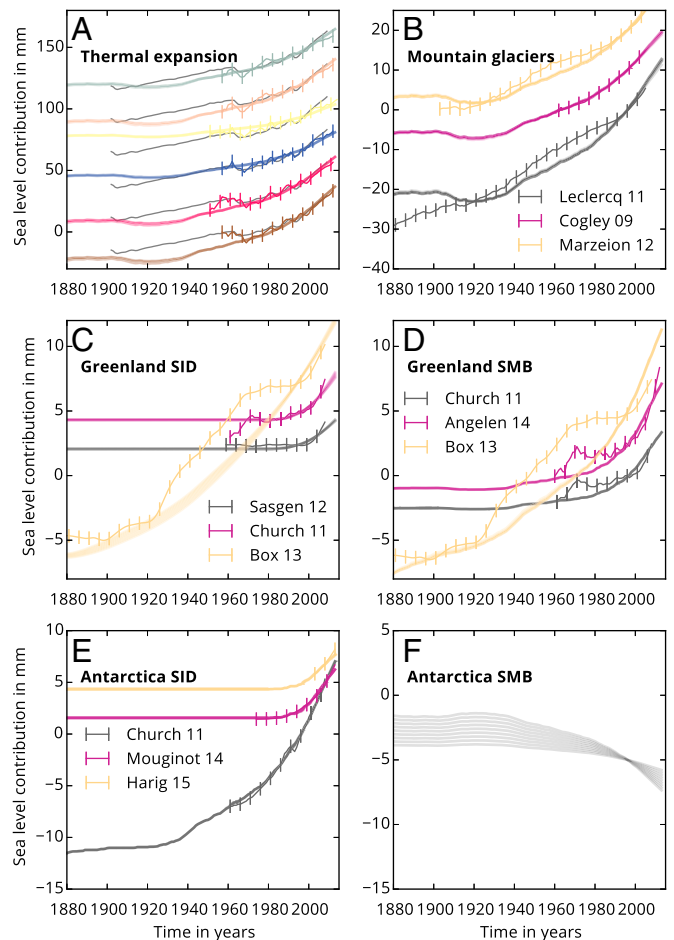 A
Thermal expansion
Sea level contribution in mm
150
100
50
0
1880 1900 1920 1940 1960 1980 2000
B
Mountain glaciers
20
10
0
−10
−20
−30
−40
Leclercq 11
Cogley 09
Marzeion 12
1880 1900 1920 1940 1960 1980 2000
C
Greenland SID
Sea level contribution in mm
10
5
0
−5
Sasgen 12
Church 11
Box 13
1880 1900 1920 1940 1960 1980 2000
D
Greenland SMB
10
5
0
−5
Church 11
Angelen 14
Box 13
1880 1900 1920 1940 1960 1980 2000
E
Antarctica SID
Sea level contribution in mm
10
5
0
−5
−10
−15
Church 11
Mouginot 14
Harig 15
1880 1900 1920 1940 1960 1980 2000
Time in years
F
Antarctica SMB
5
0
−5
−10
−15
1880 1900 1920 1940 1960 1980 2000
Time in years